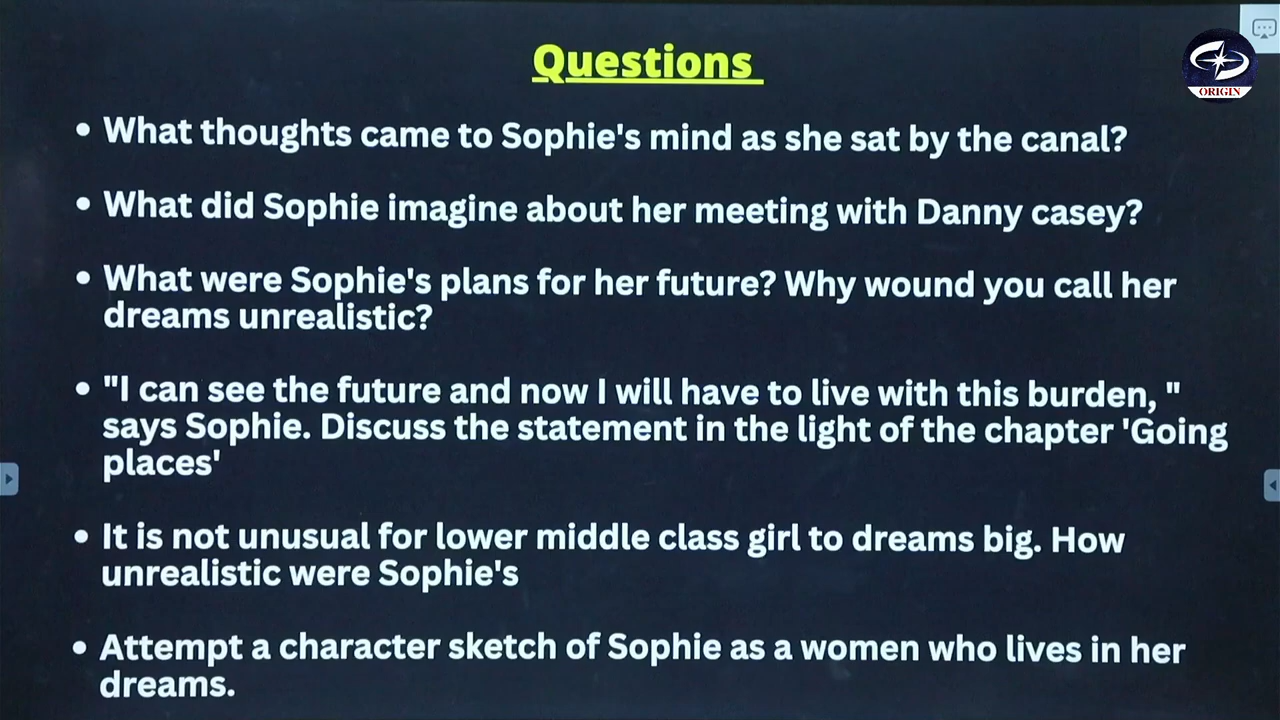 Questions
ORIGIN
• What thoughts came to Sophie's mind as she sat by the canal?
• What did Sophie imagine about her meeting with Danny casey?
• What were Sophie's plans for her future? Why wound you call her
dreams unrealistic?
• "I can see the future and now I will have to live with this burden, "
says Sophie. Discuss the statement in the light of the chapter 'Going
places'
• It is not unusual for lower middle class girl to dreams big. How
unrealistic were Sophie's
• Attempt a character sketch of Sophie as a women who lives in her
dreams.